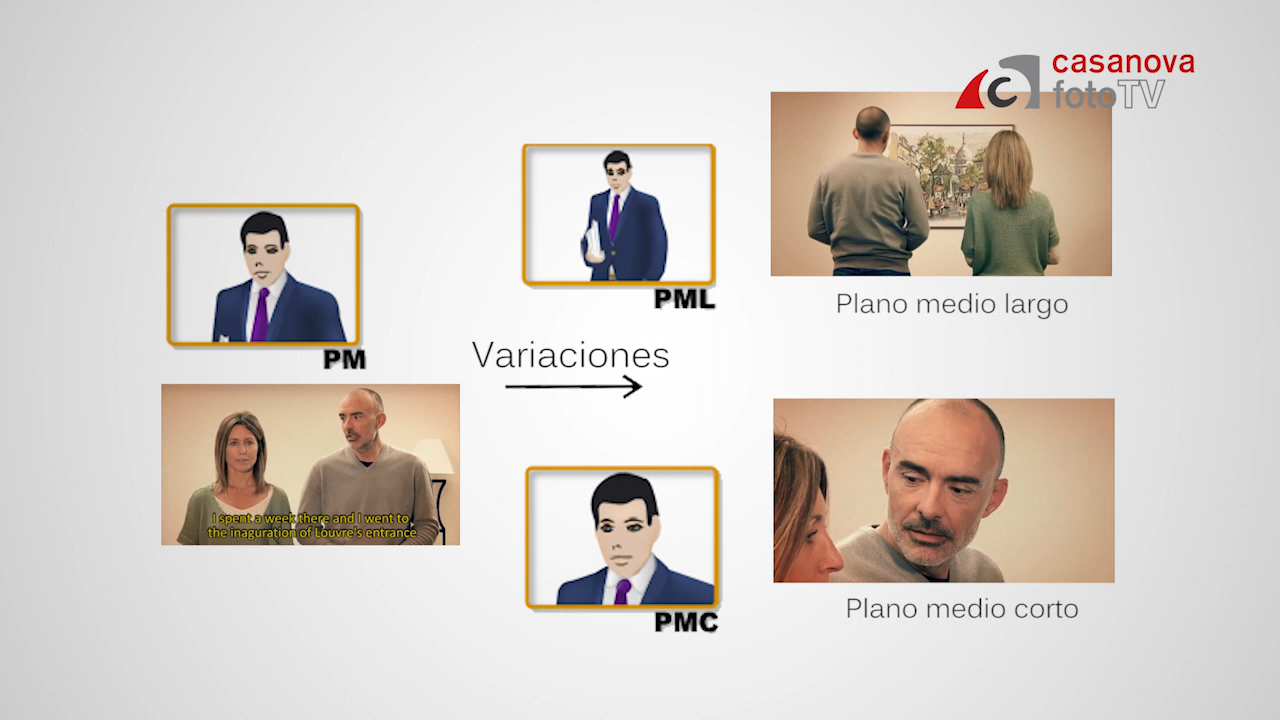 casanova
fotoTV
PML
Plano medio largo
PM
Variaciones
I spent a week there and I went to
the inaguration of Louvre's entrance
PMC
Plano medio corto